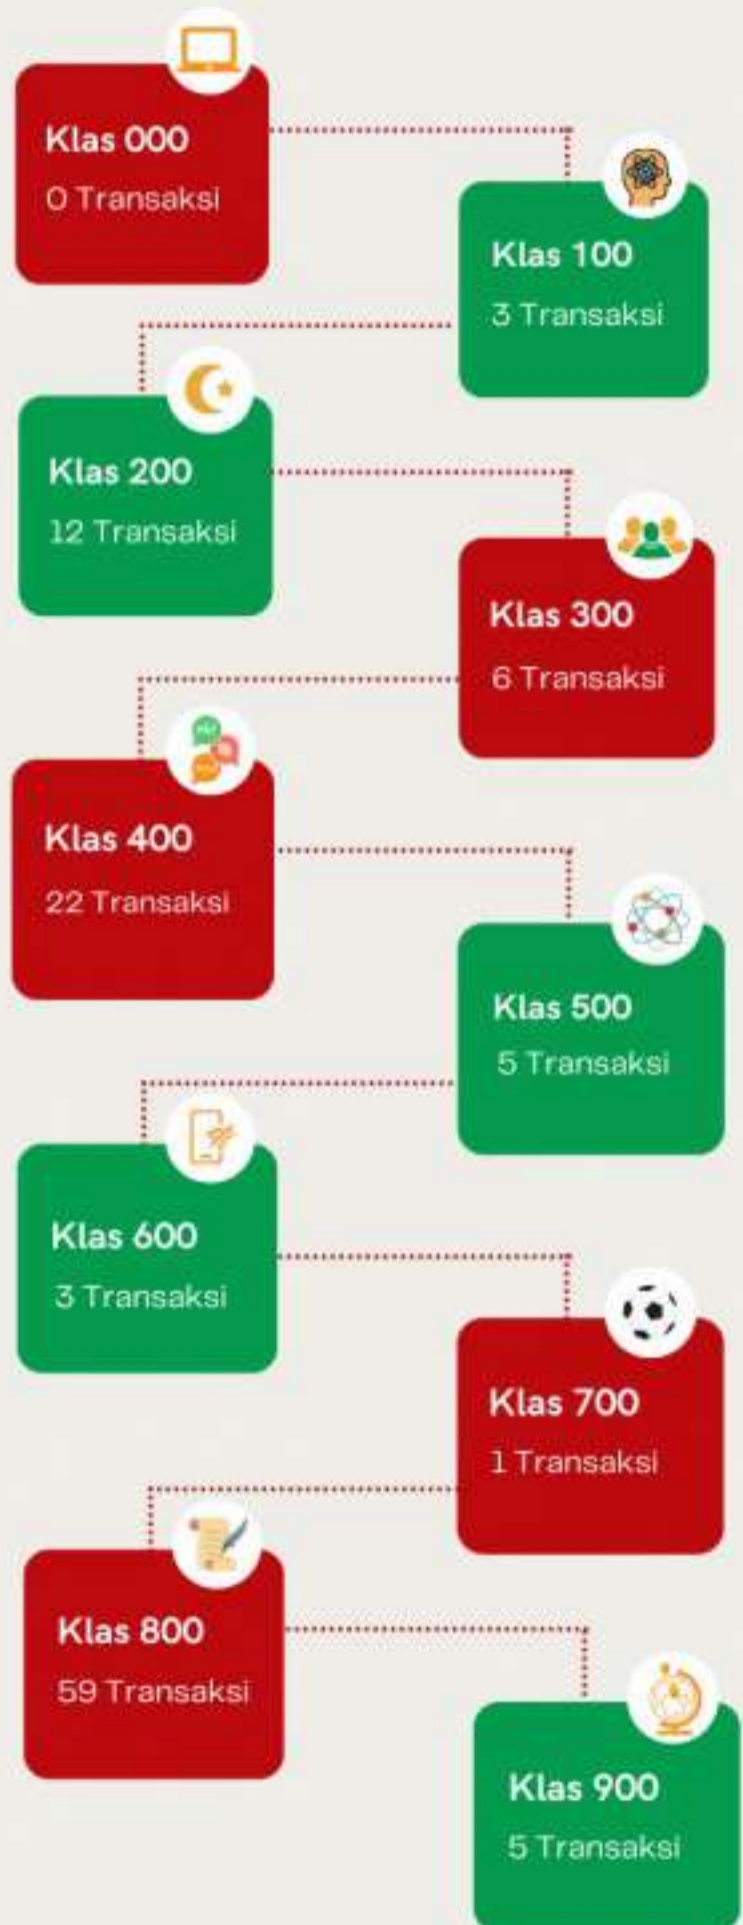 Klas 000
0 Transaksi
Klas 100
3 Transaksi
Klas 200
12 Transaksi
Klas 300
6 Transaksi
Klas 400
22 Transaksi
Klas 500
5 Transaksi
Klas 600
3 Transaksi
Klas 700
1 Transaksi
Klas 800
59 Transaksi
Klas 900
5 Transaksi